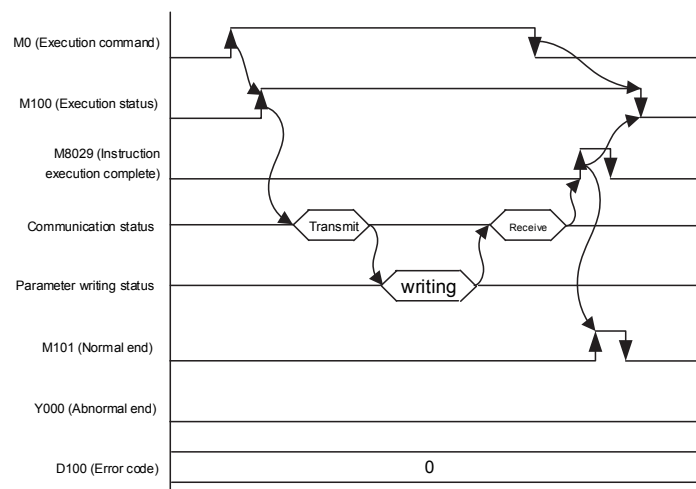 M0 (Execution command)
M100 (Execution status)
M8029 (Instruction
execution complete)
Communication status
Transmit
Receive
Parameter writing status
writing
M101 (Normal end)
Y000 (Abnormal end)
D100 (Error code)
0